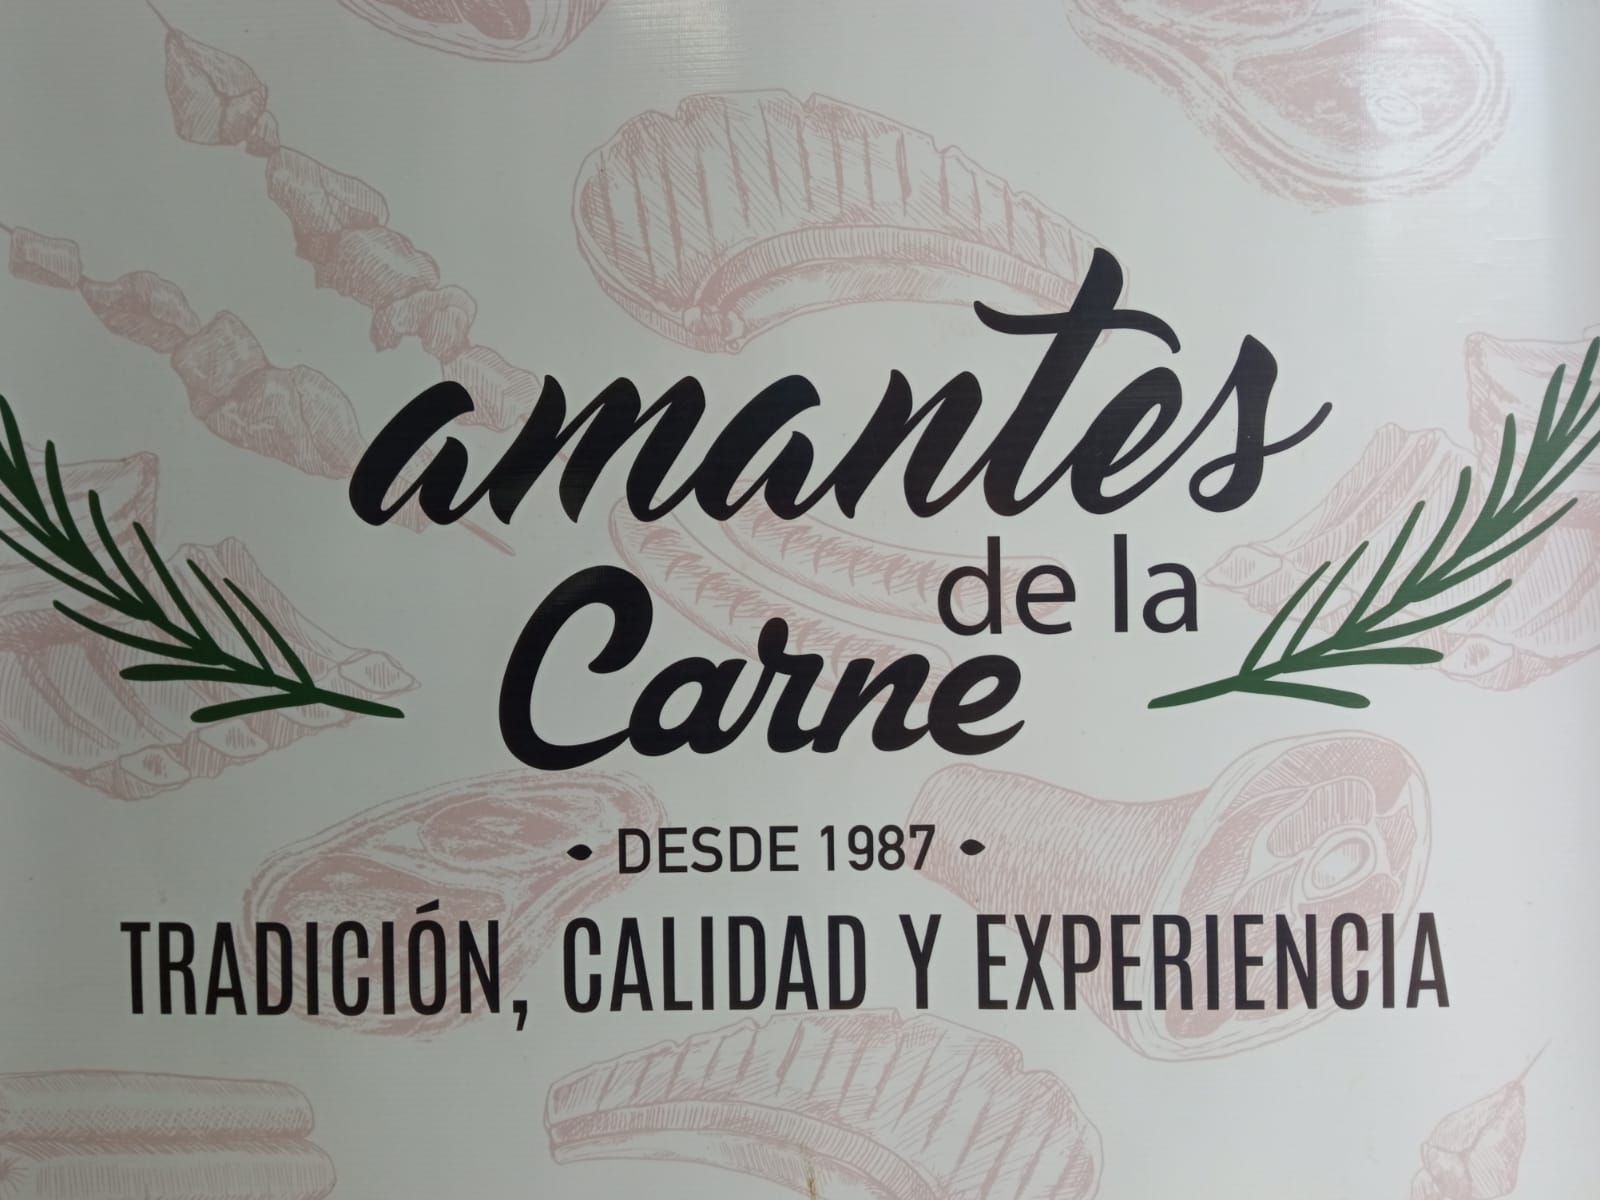 amantes
de la
Carne
• DESDE 1987 •
TRADICIÓN, CALIDAD Y EXPERIENCIA